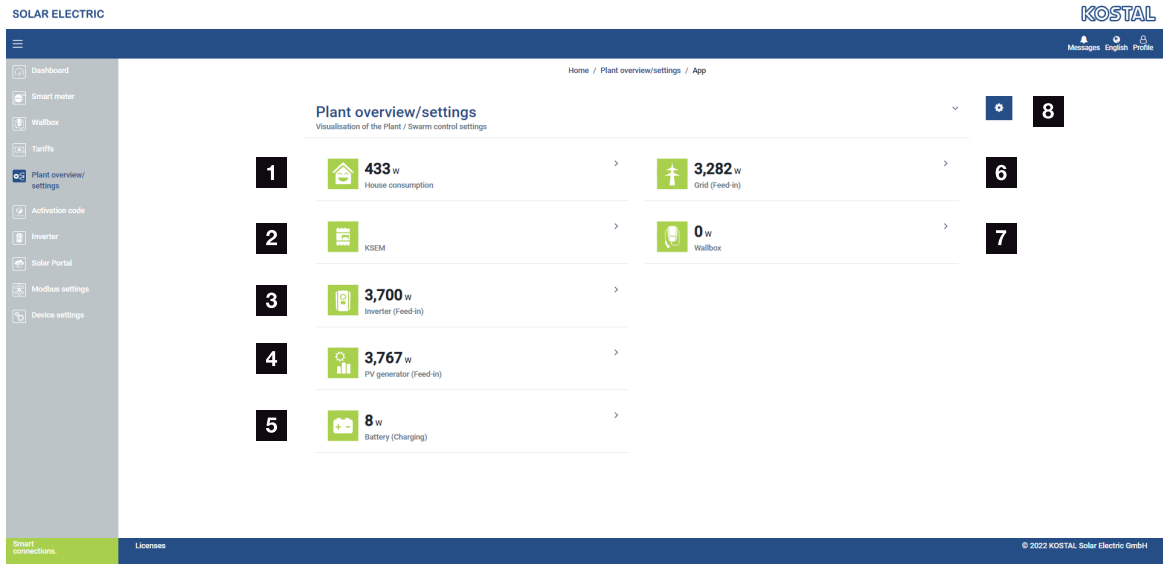 SOLAR ELECTRIC
KOSTAL
Messages English Profile
Dashboard
Smart meter
Wallbox
Tariffs
Plant overview/
settings
Activation code
Inverter
Solar Portal
Modbus settings
Device settings
Home / Plant overview/settings / App
Plant overview/settings
Visualisation of the Plant / Swarm control settings
8
1
433 w
House consumption
3,282 w
Grid (Feed-in)
6
2
KSEM
0 w
Wallbox
7
3
3,700 w
Inverter (Feed-in)
4
3,767 w
PV generator (Feed-in)
5
8 w
Battery (Charging)
Smart
connections.
Licenses
© 2022 KOSTAL Solar Electric GmbH